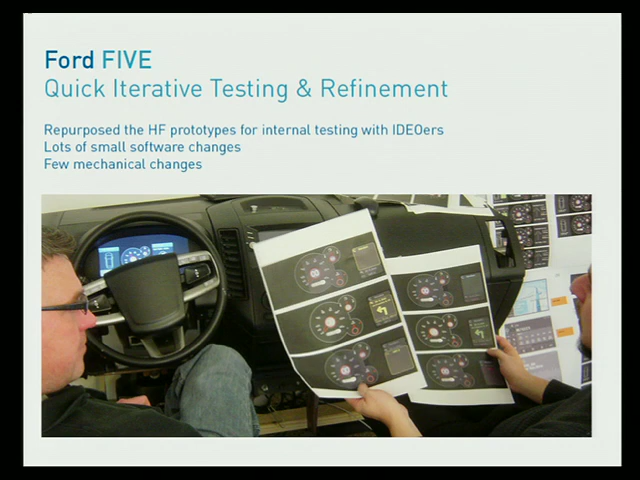 Ford FIVE
Quick Iterative Testing & Refinement
Repurposed the HF prototypes for internal testing with IDEOers
Lots of small software changes
Few mechanical changes